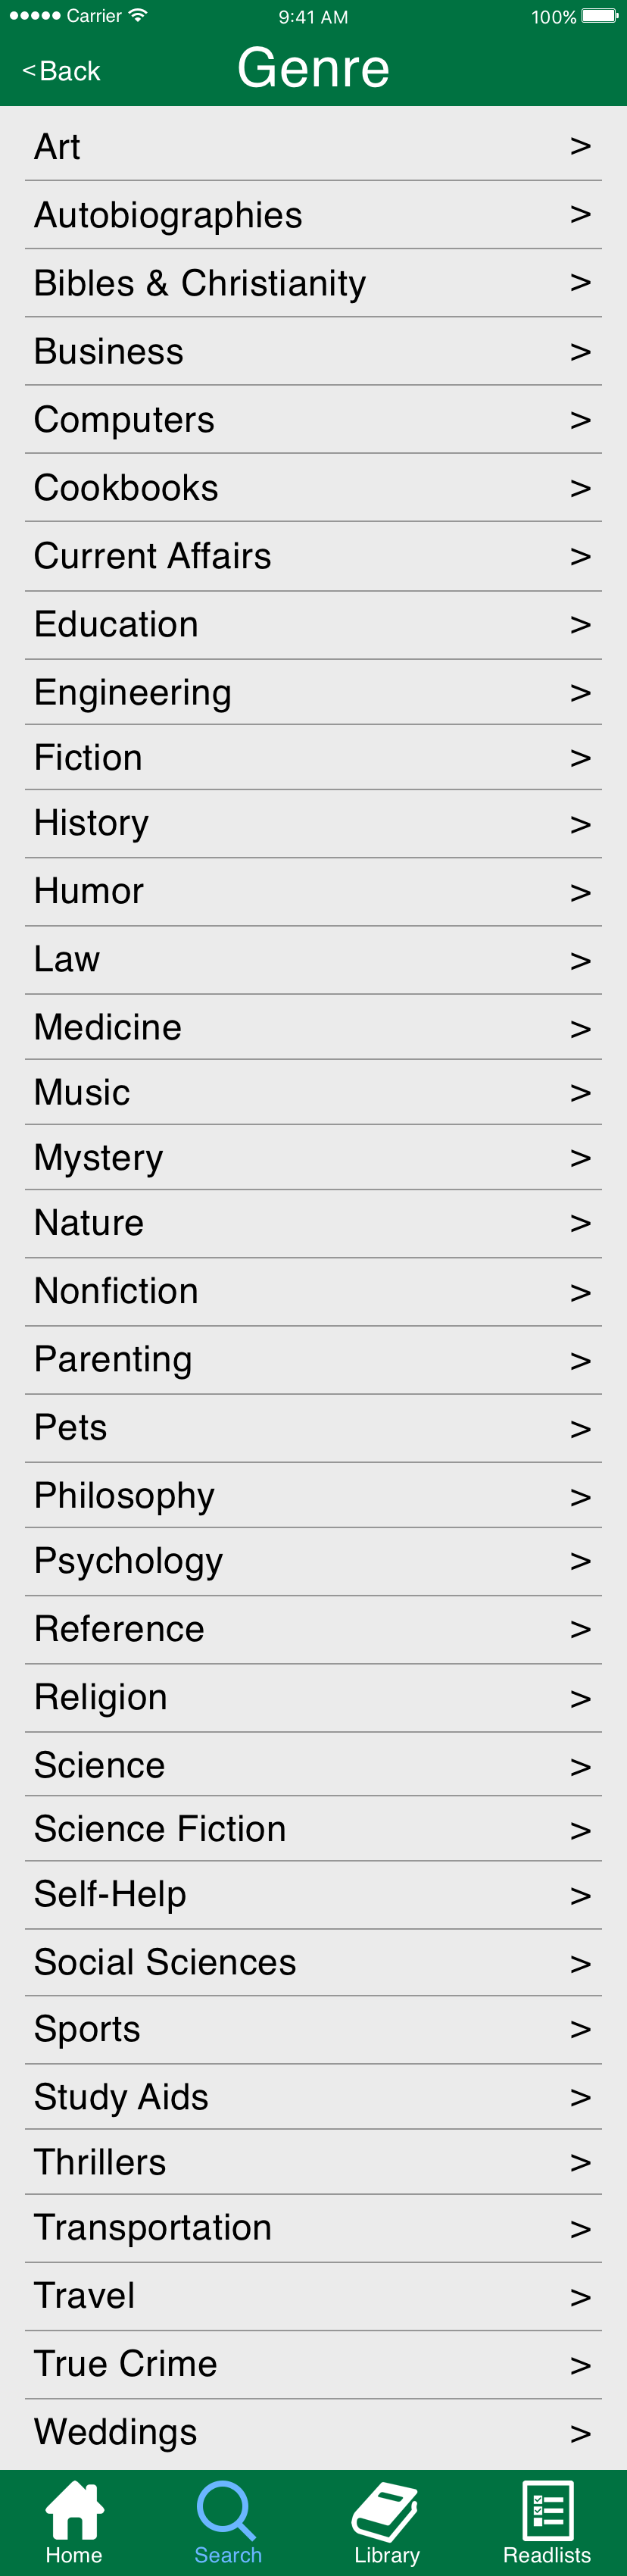 Carrier 9:41 AM 100%
<Back Genre
Art >
Autobiographies >
Bibles & Christianity >
Business >
Computers >
Cookbooks >
Current Affairs >
Education >
Engineering >
Fiction >
History >
Humor >
Law >
Medicine >
Music >
Mystery >
Nature >
Nonfiction >
Parenting >
Pets >
Philosophy >
Psychology >
Reference >
Religion >
Science >
Science Fiction >
Self-Help >
Social Sciences >
Sports >
Study Aids >
Thrillers >
Transportation >
Travel >
True Crime >
Weddings >
Home Search Library Readlists